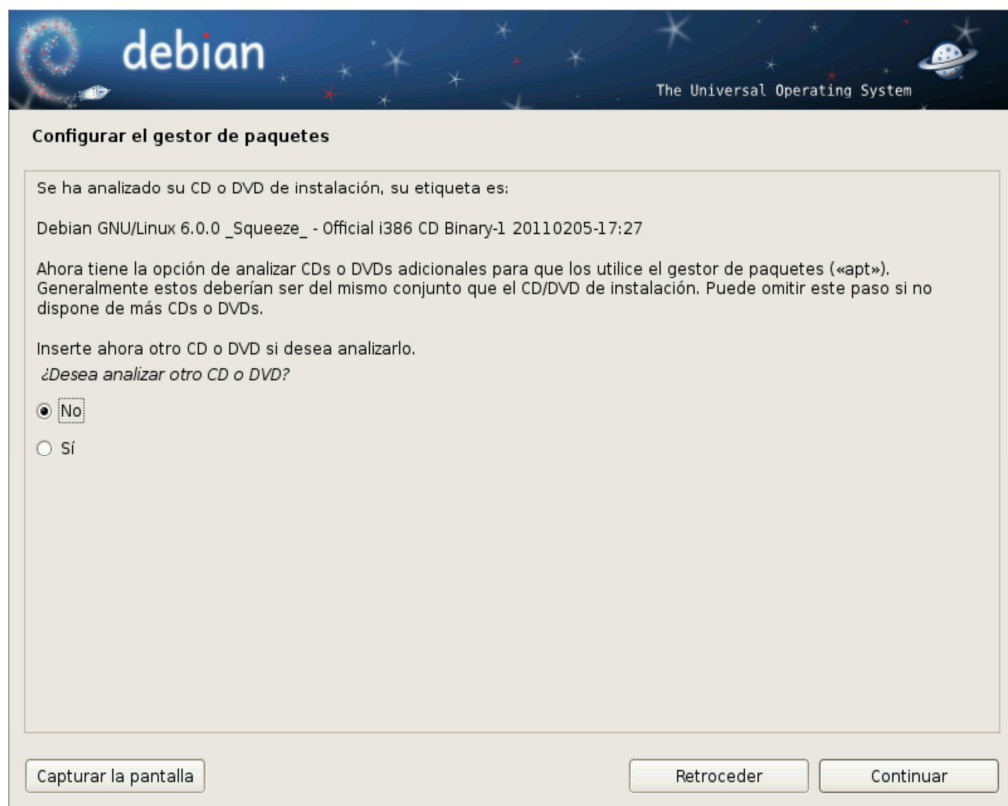 debian
The Universal Operating System
Configurar el gestor de paquetes
Se ha analizado su CD o DVD de instalación, su etiqueta es:
Debian GNU/Linux 6.0.0 _Squeeze_ - Official i386 CD Binary-1 20110205-17:27
Ahora tiene la opción de analizar CDs o DVDs adicionales para que los utilice el gestor de paquetes («apt»).
Generalmente estos deberían ser del mismo conjunto que el CD/DVD de instalación. Puede omitir este paso si no
dispone de más CDs o DVDs.
Inserte ahora otro CD o DVD si desea analizarlo.
¿Desea analizar otro CD o DVD?
No
Sí
Capturar la pantalla
Retroceder
Continuar